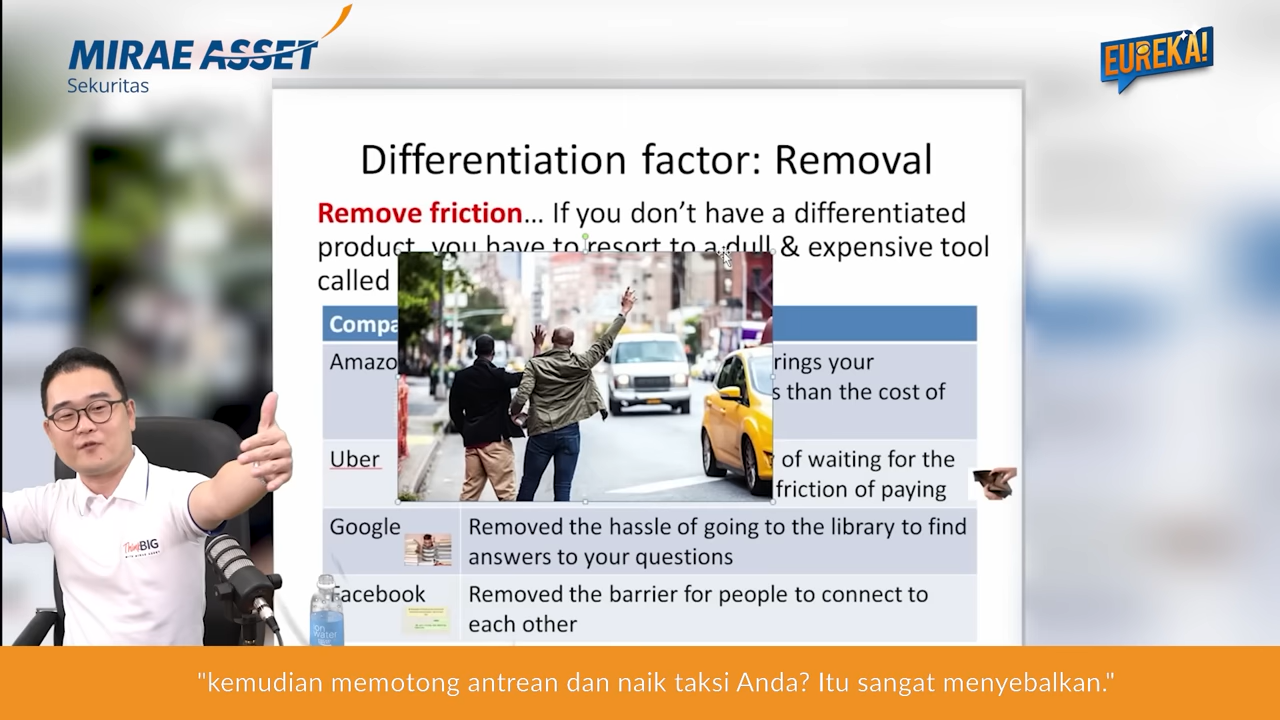 MIRAE ASSET
Sekuritas
EUREKA!
Differentiation factor: Removal
Remove friction... If you don't have a differentiated
product, you have to resort to a dull & expensive tool
called
Amazo
rings your
s than the cost of
Uber
of waiting for the
friction of paying
Google
Removed the hassle of going to the library to find
answers to your questions
Facebook
Removed the barrier for people to connect to
each other
BIG
water
"kemudian memotong antrean dan naik taksi Anda? Itu sangat menyebalkan."